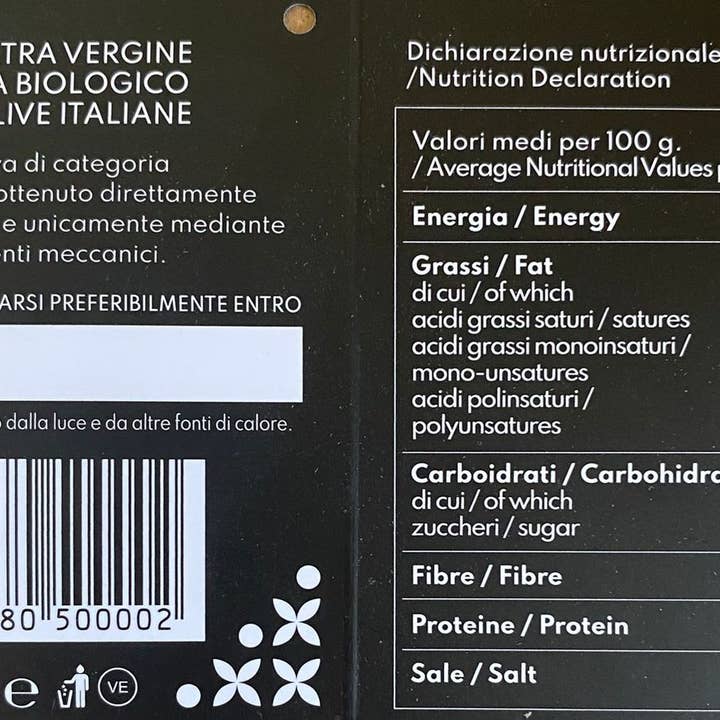 TRA VERGINE
A BIOLOGICO
LIVE ITALIANE
va di categoria
ottenuto direttamente
e unicamente mediante
enti meccanici.
ARSI PREFERIBILMENTE ENTRO
dalla luce e da altre fonti di calore.
80 500002
e
VE
Dichiarazione nutrizionale
/Nutrition Declaration
Valori medi per 100 g.
/ Average Nutritional Values p
Energia / Energy
Grassi / Fat
di cui / of which
acidi grassi saturi / satures
acidi grassi monoinsaturi /
mono-unsatures
acidi polinsaturi /
polyunsatures
Carboidrati / Carbohidra
di cui / of which
zuccheri / sugar
Fibre / Fibre
Proteine / Protein
Sale / Salt